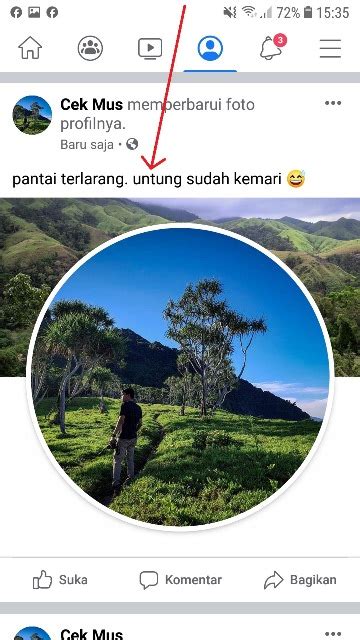 72% 15:35
3
Cek Mus memperbarui foto
profilnya.
Baru saja •
pantai terlarang. untung sudah kemari 😅
Suka Komentar Bagikan
Cek Mus